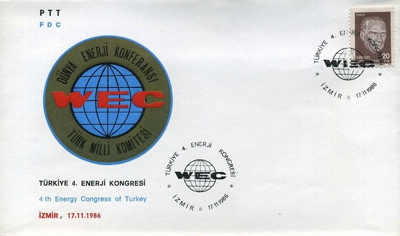 PTT
FDC
DÜNYA ENERJİ KONFERANSI
WEC
TÜRK MİLLİ KOMİTESİ
TÜRKİYE 4. ENERJİ KONGRESİ
4 th Energy Congress of Turkey
İZMİR, 17.11.1986
TÜRKİYE 4. ENERJİ KONGRESİ
WEC
İZMİR 17.11.1986
TÜRKİYE 4. ENERJİ
WEC
İZMİR 17.11.1986
20